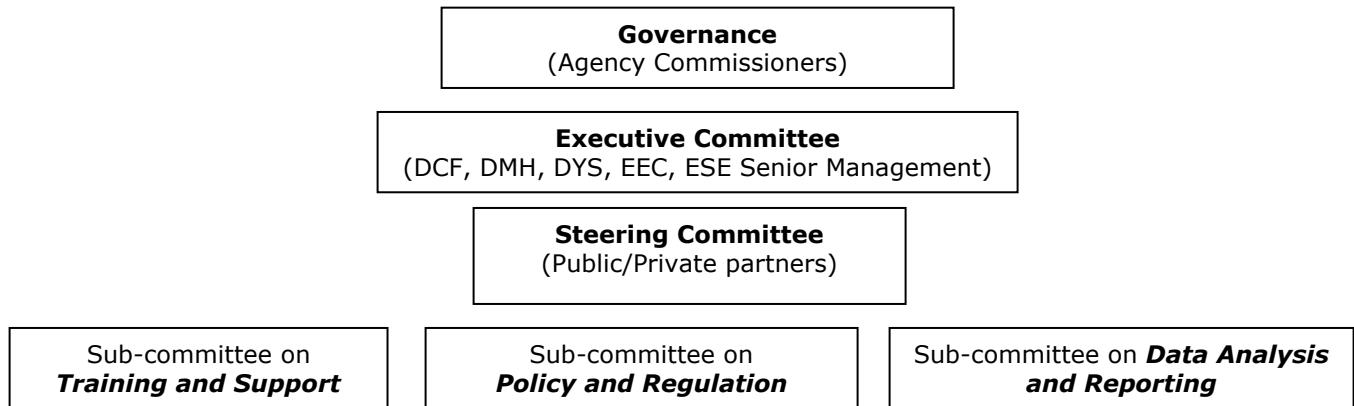 Governance
(Agency Commissioners)
Executive Committee
(DCF, DMH, DYS, EEC, ESE Senior Management)
Steering Committee
(Public/Private partners)
Sub-committee on
Training and Support
Sub-committee on
Policy and Regulation
Sub-committee on Data Analysis
and Reporting